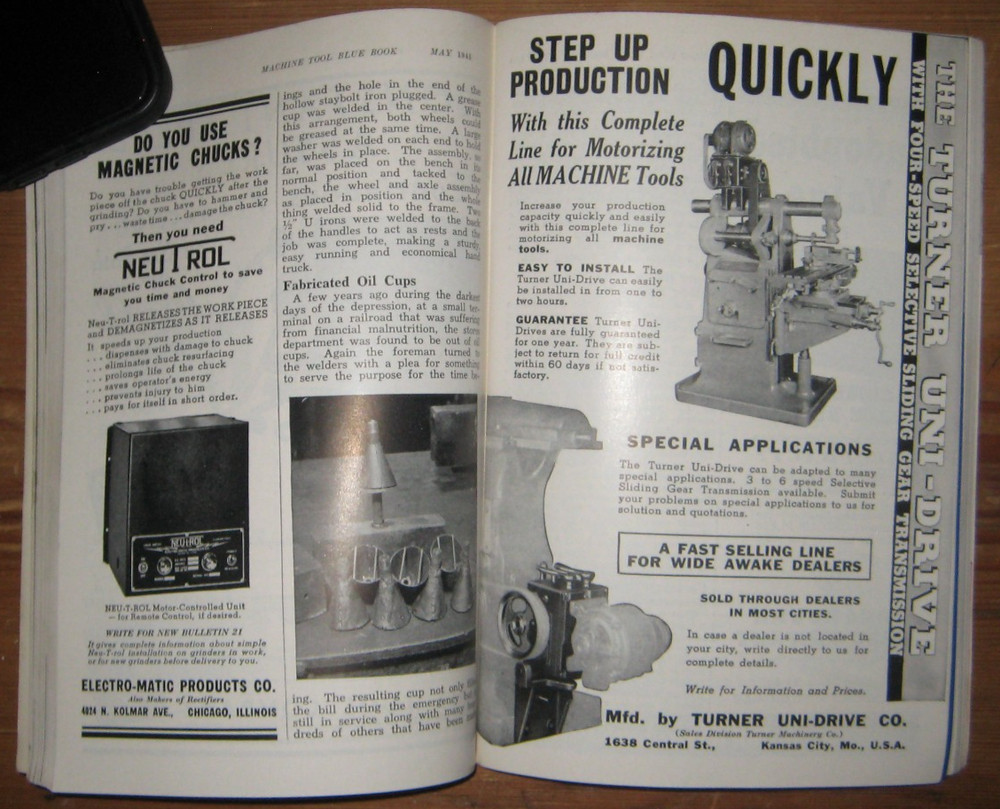 MACHINE TOOL BLUE BOOK MAY 1941
DO YOU USE
MAGNETIC CHUCKS?
Do you have trouble getting the work
piece off the chuck QUICKLY after the
grinding? Do you have to hammer and
pry . . . waste time . . . damage the chuck?
Then you need
NEUTROL
Magnetic Chuck Control to save
you time and money
Neu-T-rol RELEASES THE WORK PIECE
and DEMAGNETIZES AS IT RELEASES
It speeds up your production
. . . dispenses with damage to chuck
. . . eliminates chuck resurfacing
. . . prolongs life of the chuck
. . . saves operator's energy
. . . prevents injury to him
. . . pays for itself in short order.
NEUTROL
NEU-T-ROL Motor-Controlled Unit
— for Remote Control, if desired.
WRITE FOR NEW BULLETIN 21
It gives complete information about simple
Neu-T-rol installation on grinders in work,
or for new grinders before delivery to you.
ELECTRO-MATIC PRODUCTS CO.
Also Makers of Rectifiers
4824 N. KOLMAR AVE., CHICAGO, ILLINOIS
ings and the hole in the end of the
hollow staybolt iron plugged. A grease
cup was welded in the center. With
this arrangement, both wheels could
be greased at the same time. A large
washer was welded on each end to hold
the wheels in place. The assembly, so
far, was placed on the bench in its
normal position and tacked to the
bench, the wheel and axle assembly
as placed in position and the whole
thing welded solid to the frame. Two
½" U irons were welded to the back
of the handles to act as rests and the
job was complete, making a sturdy,
easy running and economical hand
truck.
Fabricated Oil Cups
A few years ago during the darkest
days of the depression, at a small ter-
minal on a railroad that was suffering
from financial malnutrition, the store
department was found to be out of oil
cups. Again the foreman turned to
the welders with a plea for something
to serve the purpose for the time be-
ing. The resulting cup not only
the bill during the emergency but
still in service along with many
dreds of others that have been
STEP UP
PRODUCTION
QUICKLY
With this Complete
Line for Motorizing
All MACHINE Tools
Increase your production
capacity quickly and easily
with this complete line for
motorizing all machine
tools.
EASY TO INSTALL The
Turner Uni-Drive can easily
be installed in from one to
two hours.
GUARANTEE Turner Uni-
Drives are fully guaranteed
for one year. They are sub-
ject to return for full credit
within 60 days if not satis-
factory.
SPECIAL APPLICATIONS
The Turner Uni-Drive can be adapted to many
special applications. 3 to 6 speed Selective
Sliding Gear Transmission available. Submit
your problems on special applications to us for
solution and quotations.
A FAST SELLING LINE
FOR WIDE AWAKE DEALERS
SOLD THROUGH DEALERS
IN MOST CITIES.
In case a dealer is not located in
your city, write directly to us for
complete details.
Write for Information and Prices.
Mfd. by TURNER UNI-DRIVE CO.
(Sales Division Turner Machinery Co.)
1638 Central St., Kansas City, Mo., U.S.A.
THE TURNER UNI-DRIVE
WITH FOUR-SPEED SELECTIVE SLIDING GEAR TRANSMISSION